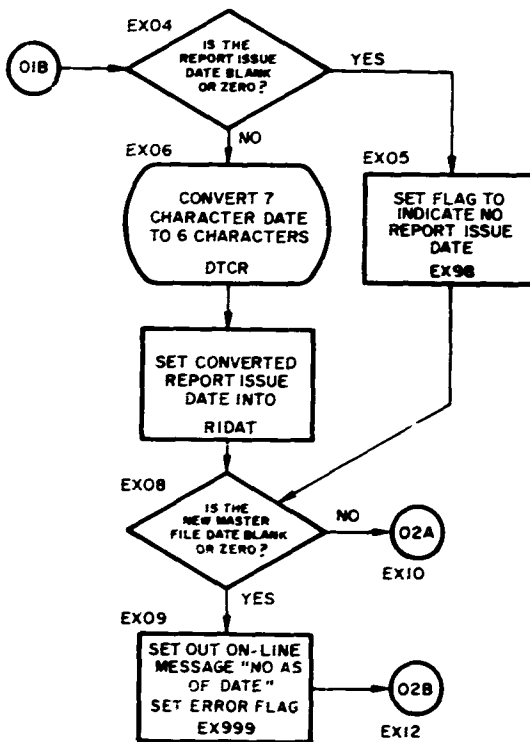 EX04
01B
IS THE
REPORT ISSUE
DATE BLANK
OR ZERO?
YES
NO
EX06
EX05
CONVERT 7
CHARACTER DATE
TO 6 CHARACTERS
DTCR
SET FLAG TO
INDICATE NO
REPORT ISSUE
DATE
EX98
SET CONVERTED
REPORT ISSUE
DATE INTO
RIDAT
EX08
IS THE
NEW MASTER
FILE DATE BLANK
OR ZERO?
NO
02A
EX10
YES
EX09
SET OUT ON-LINE
MESSAGE "NO AS
OF DATE"
SET ERROR FLAG
EX999
02B
EX12